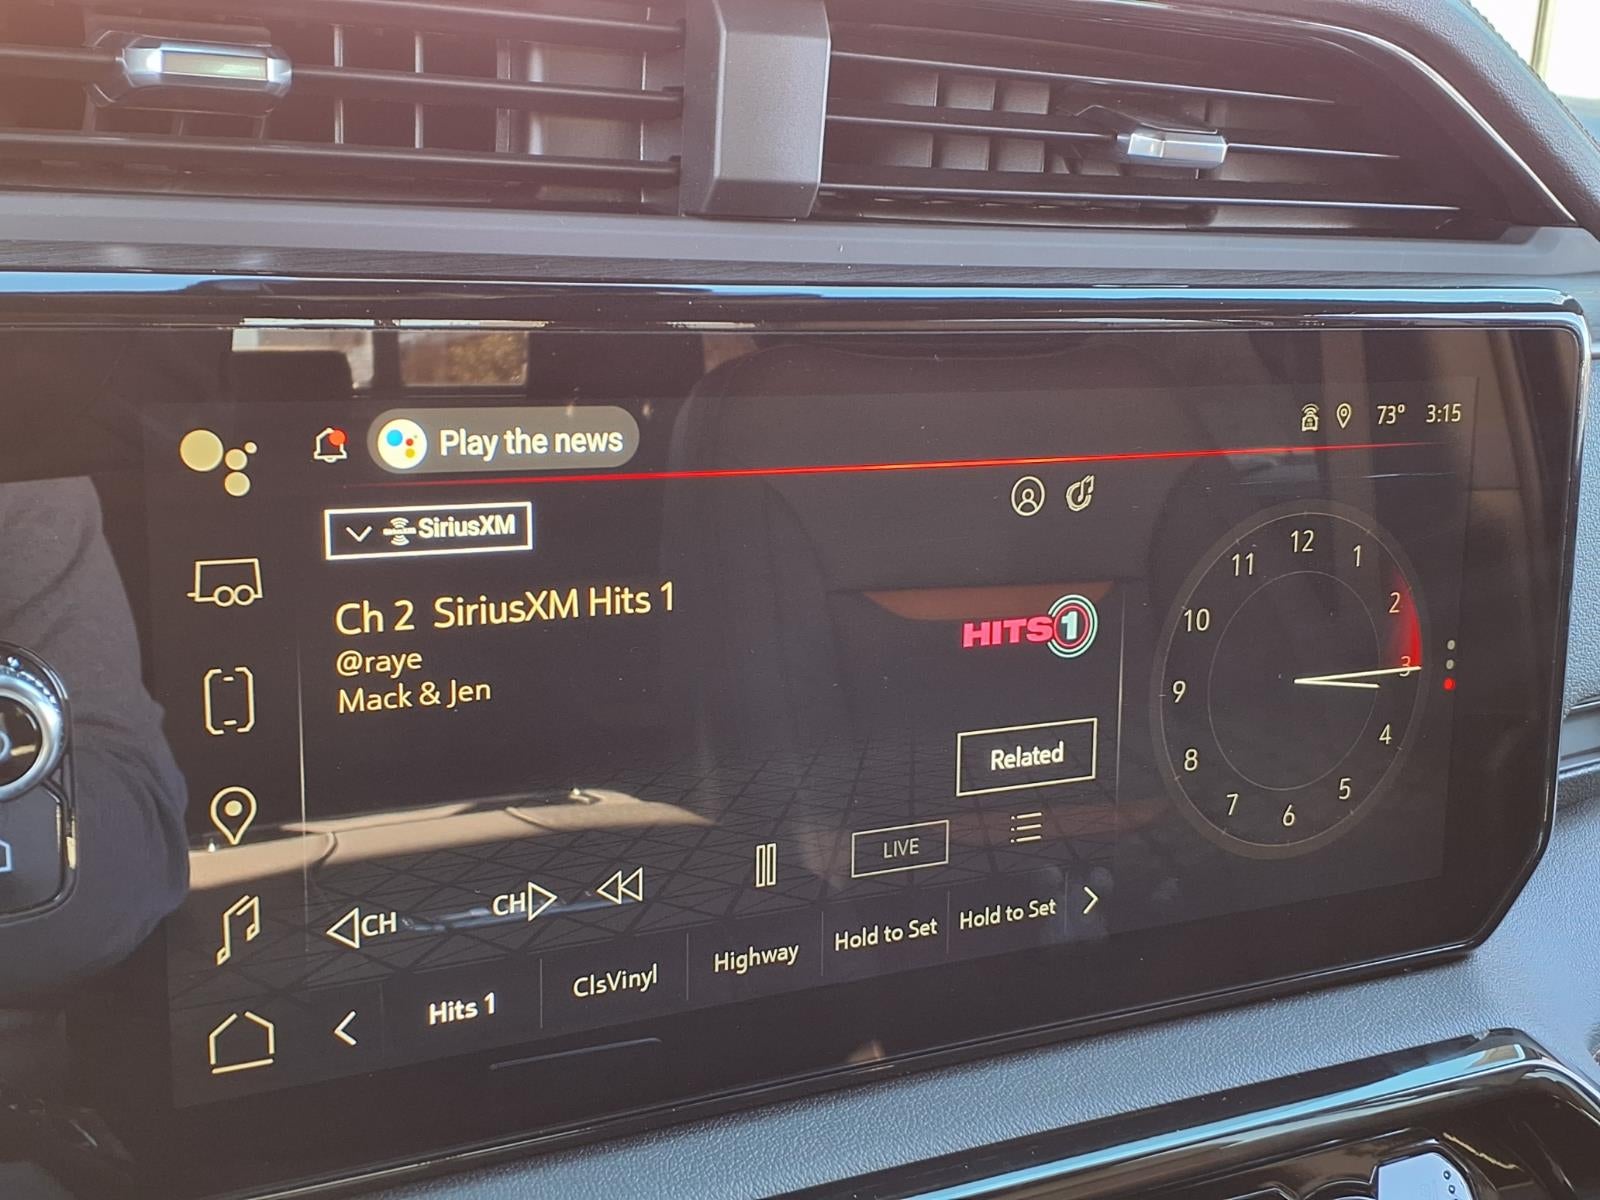 Play the news
73° 3:15
SiriusXM
Ch 2 SiriusXM Hits 1
@raye
Mack & Jen
HITS 1
Related
LIVE
CH
CH
Hits 1
ClsVinyl
Highway
Hold to Set
Hold to Set
12
1
2
3
4
5
6
7
8
9
10
11